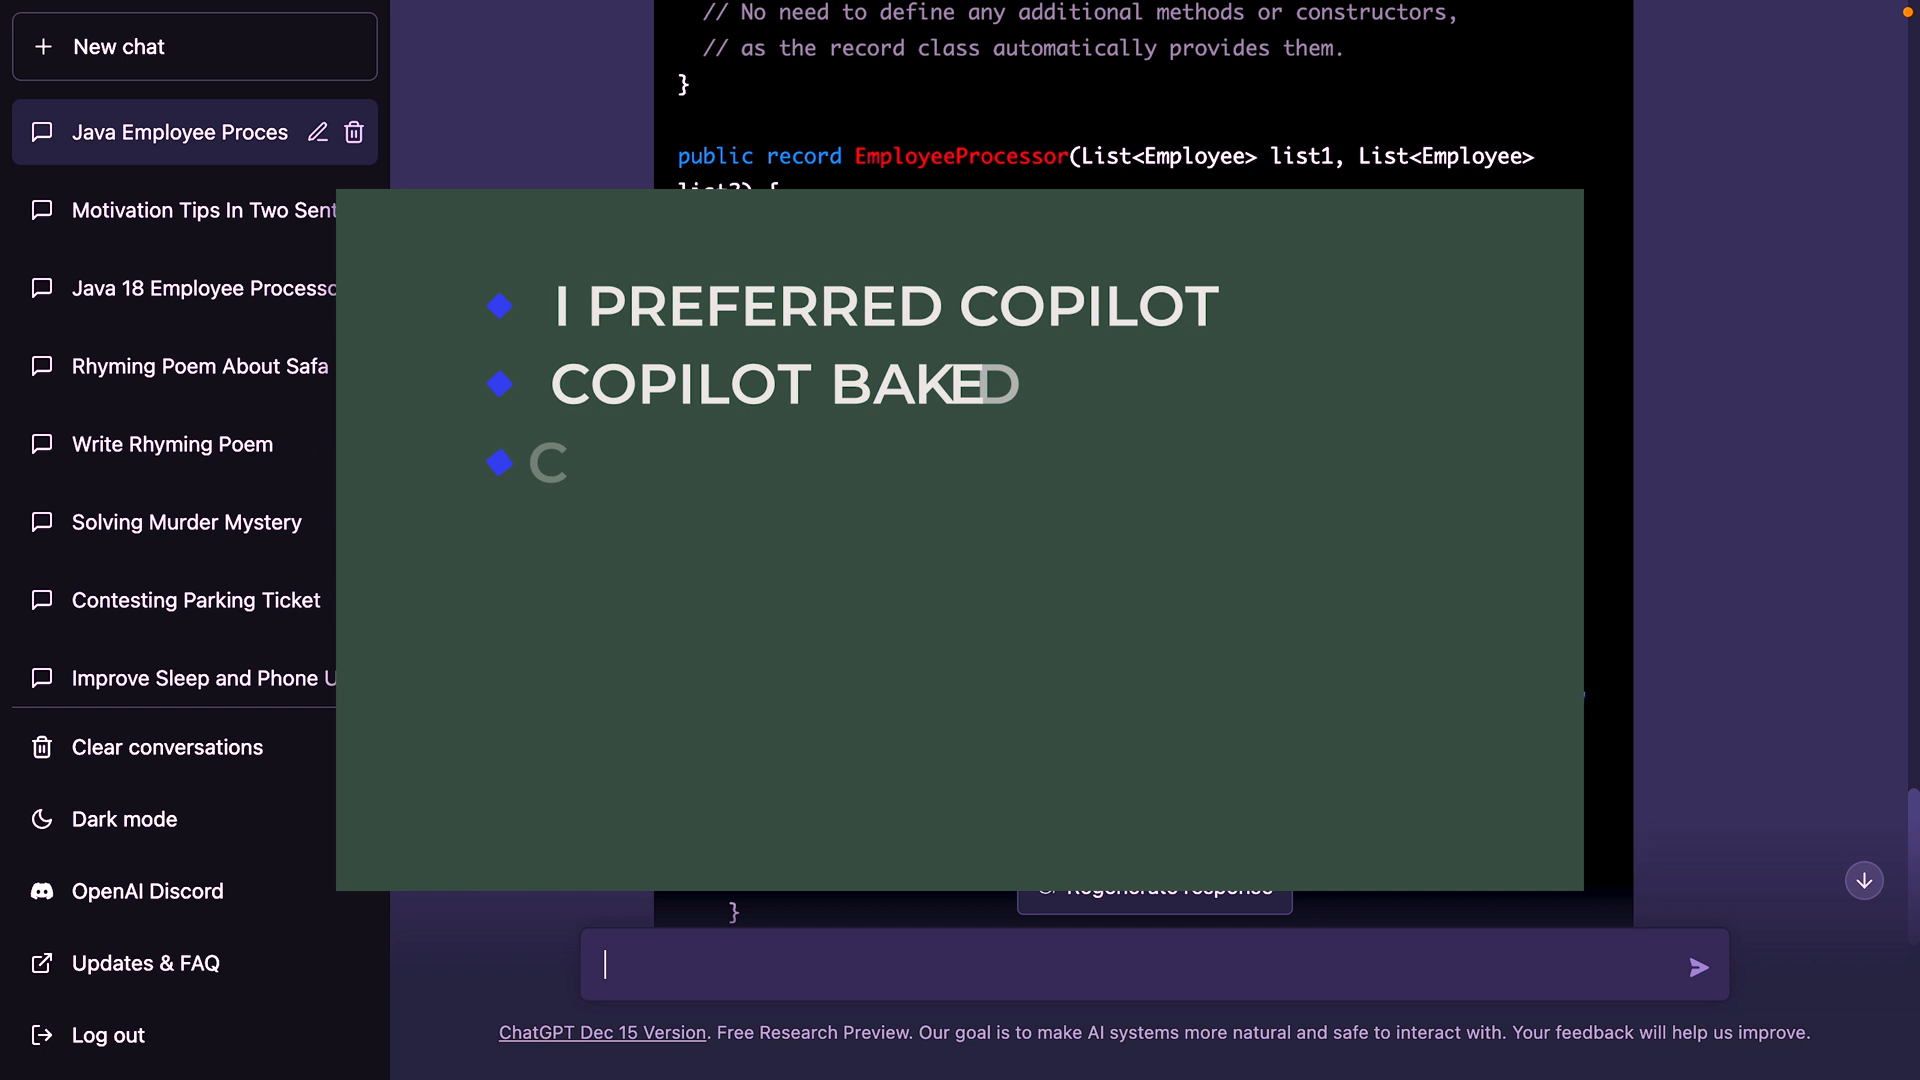 New chat
Java Employee Proces
Motivation Tips In Two Sent
Java 18 Employee Processo
Rhyming Poem About Safa
Write Rhyming Poem
Solving Murder Mystery
Contesting Parking Ticket
Improve Sleep and Phone U
Clear conversations
Dark mode
OpenAI Discord
Updates & FAQ
Log out
// No need to define any additional methods or constructors,
// as the record class automatically provides them.
}
public record EmployeeProcessor(List<Employee> list1, List<Employee>
I PREFERRED COPILOT
COPILOT BAKED
C
Regenerate response
}
ChatGPT Dec 15 Version. Free Research Preview. Our goal is to make AI systems more natural and safe to interact with. Your feedback will help us improve.